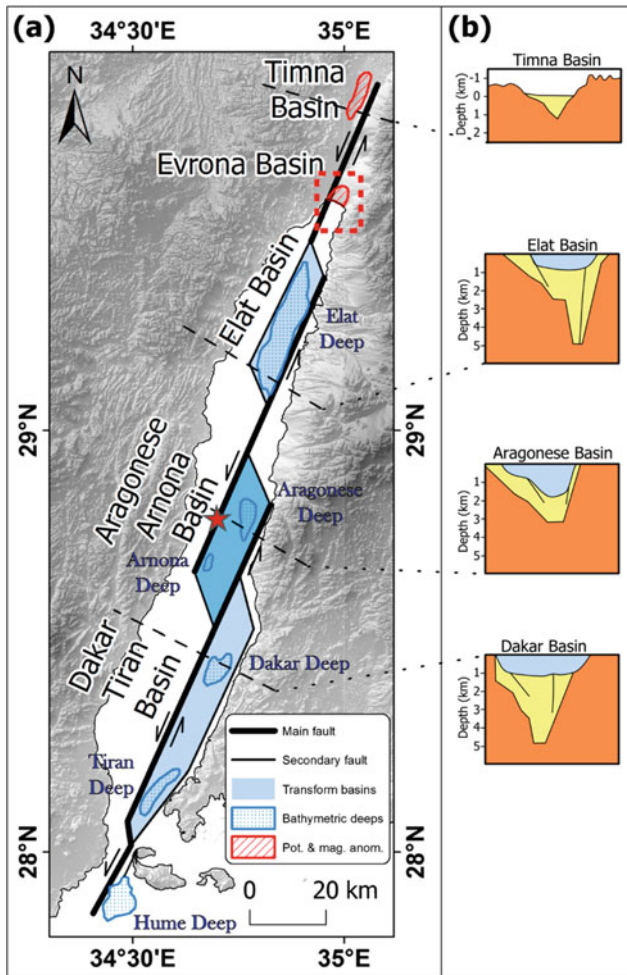 (a)
34°30'E
35°E
N
Timna
Basin
Evrona Basin
Elat Basin
Elat
Deep
29°N
29°N
Aragonese
Arnona
Basin
Aragonese
Deep
Arnona
Deep
Dakar
Tiran
Basin
Dakar Deep
Tiran
Deep
28°N
28°N
Hume Deep
Main fault
Secondary fault
Transform basins
Bathymetric deeps
Pot. & mag. anom.
0 20 km
34°30'E
35°E
(b)
Timna Basin
Depth (km)
-1
0
1
2
Elat Basin
Depth (km)
1
2
3
4
5
Aragonese Basin
Depth (km)
1
2
3
4
5
Dakar Basin
Depth (km)
1
2
3
4
5